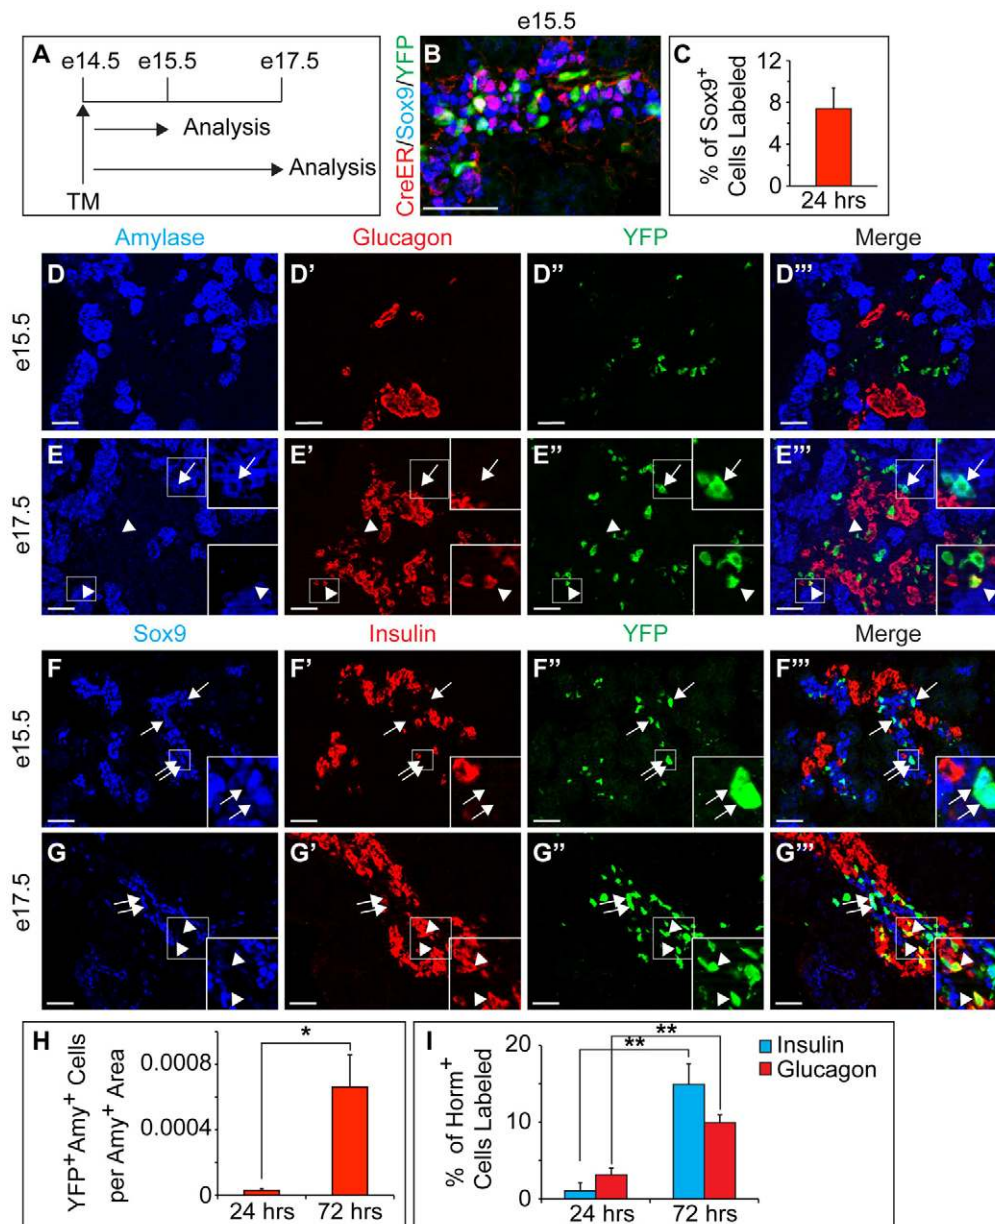 e15.5
A
e14.5 e15.5 e17.5
Analysis
Analysis
TM
B
CreER/Sox9/YFP
C
% of Sox9+
Cells Labeled
12
8
4
0
24 hrs
Amylase Glucagon YFP Merge
e15.5
D D' D'' D'''
e17.5
E E' E'' E'''
Sox9 Insulin YFP Merge
e15.5
F F' F'' F'''
e17.5
G G' G'' G'''
H
YFP+Amy+ Cells
per Amy+ Area
0.0008
0.0004
0
*
24 hrs 72 hrs
I
% of Horm+
Cells Labeled
20
10
0
**
**
Insulin
Glucagon
24 hrs 72 hrs